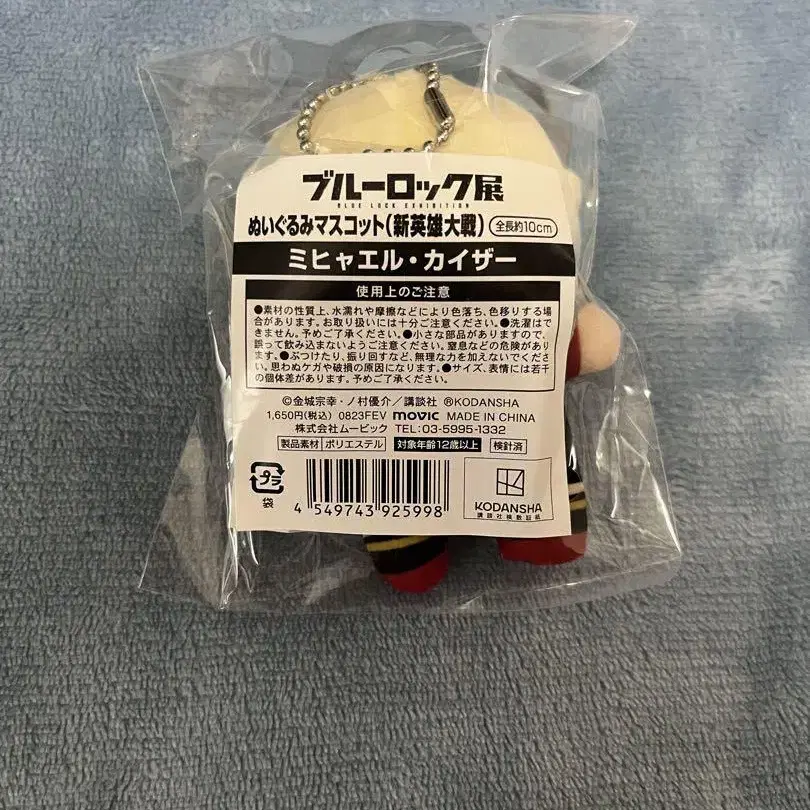 ブルーロック展
BLUE LOCK EXHIBITION
ぬいぐるみマスコット(新英雄大戦) 全長約10cm
ミヒャエル・カイザー
使用上のご注意
●素材の性質上、水濡れや摩擦などにより色落ち、色移りする場
合があります。お取り扱いには十分ご注意ください。●洗濯はで
きません。予めご了承ください。●小さな部品がありますので、
誤って飲み込まないようご注意ください。窒息などの危険があり
ます。●ぶつけたり、振り回すなど、無理な力を加えないでくださ
い。思わぬケガや破損の原因になります。●サイズ、表情には若干
の個体差があります。予めご了承ください。
©金城宗幸・ノ村優介/講談社 ®KODANSHA
1,650円(税込) 0823FEV movic MADE IN CHINA
株式会社ムービック TEL:03-5995-1332
製品素材 ポリエステル 対象年齢12歳以上 検針済
プラ
袋
4 549743 925998
KODANSHA
講談社検数証紙